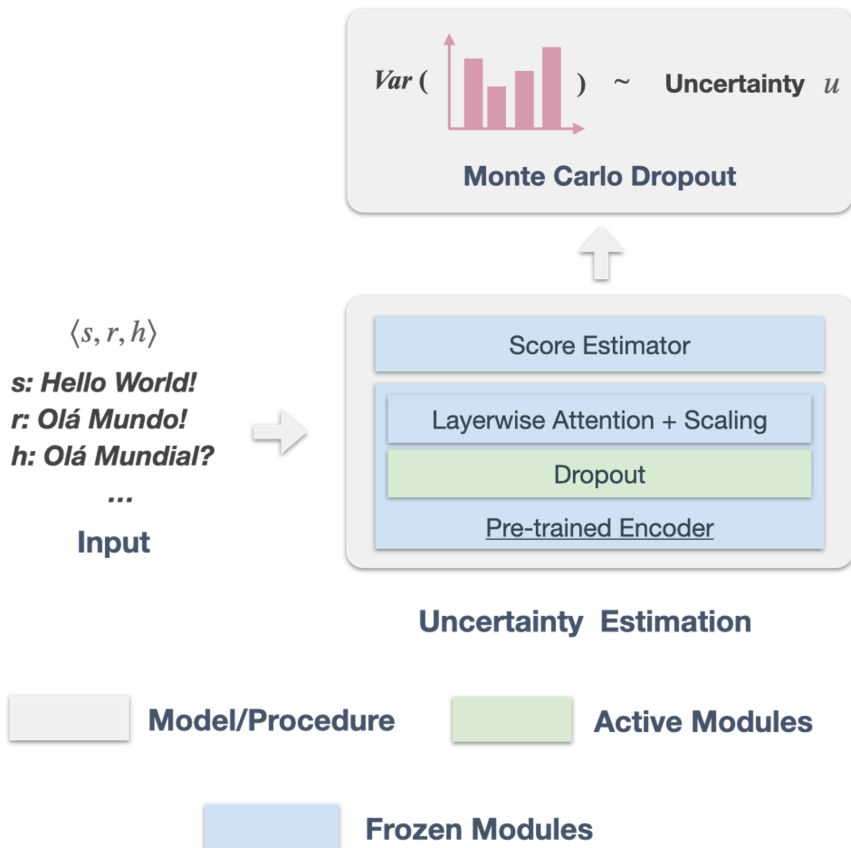 Var ( ) ~ Uncertainty u
Monte Carlo Dropout
⟨s, r, h⟩
s: Hello World!
r: Olá Mundo!
h: Olá Mundial?
...
Input
Score Estimator
Layerwise Attention + Scaling
Dropout
Pre-trained Encoder
Uncertainty Estimation
Model/Procedure
Active Modules
Frozen Modules